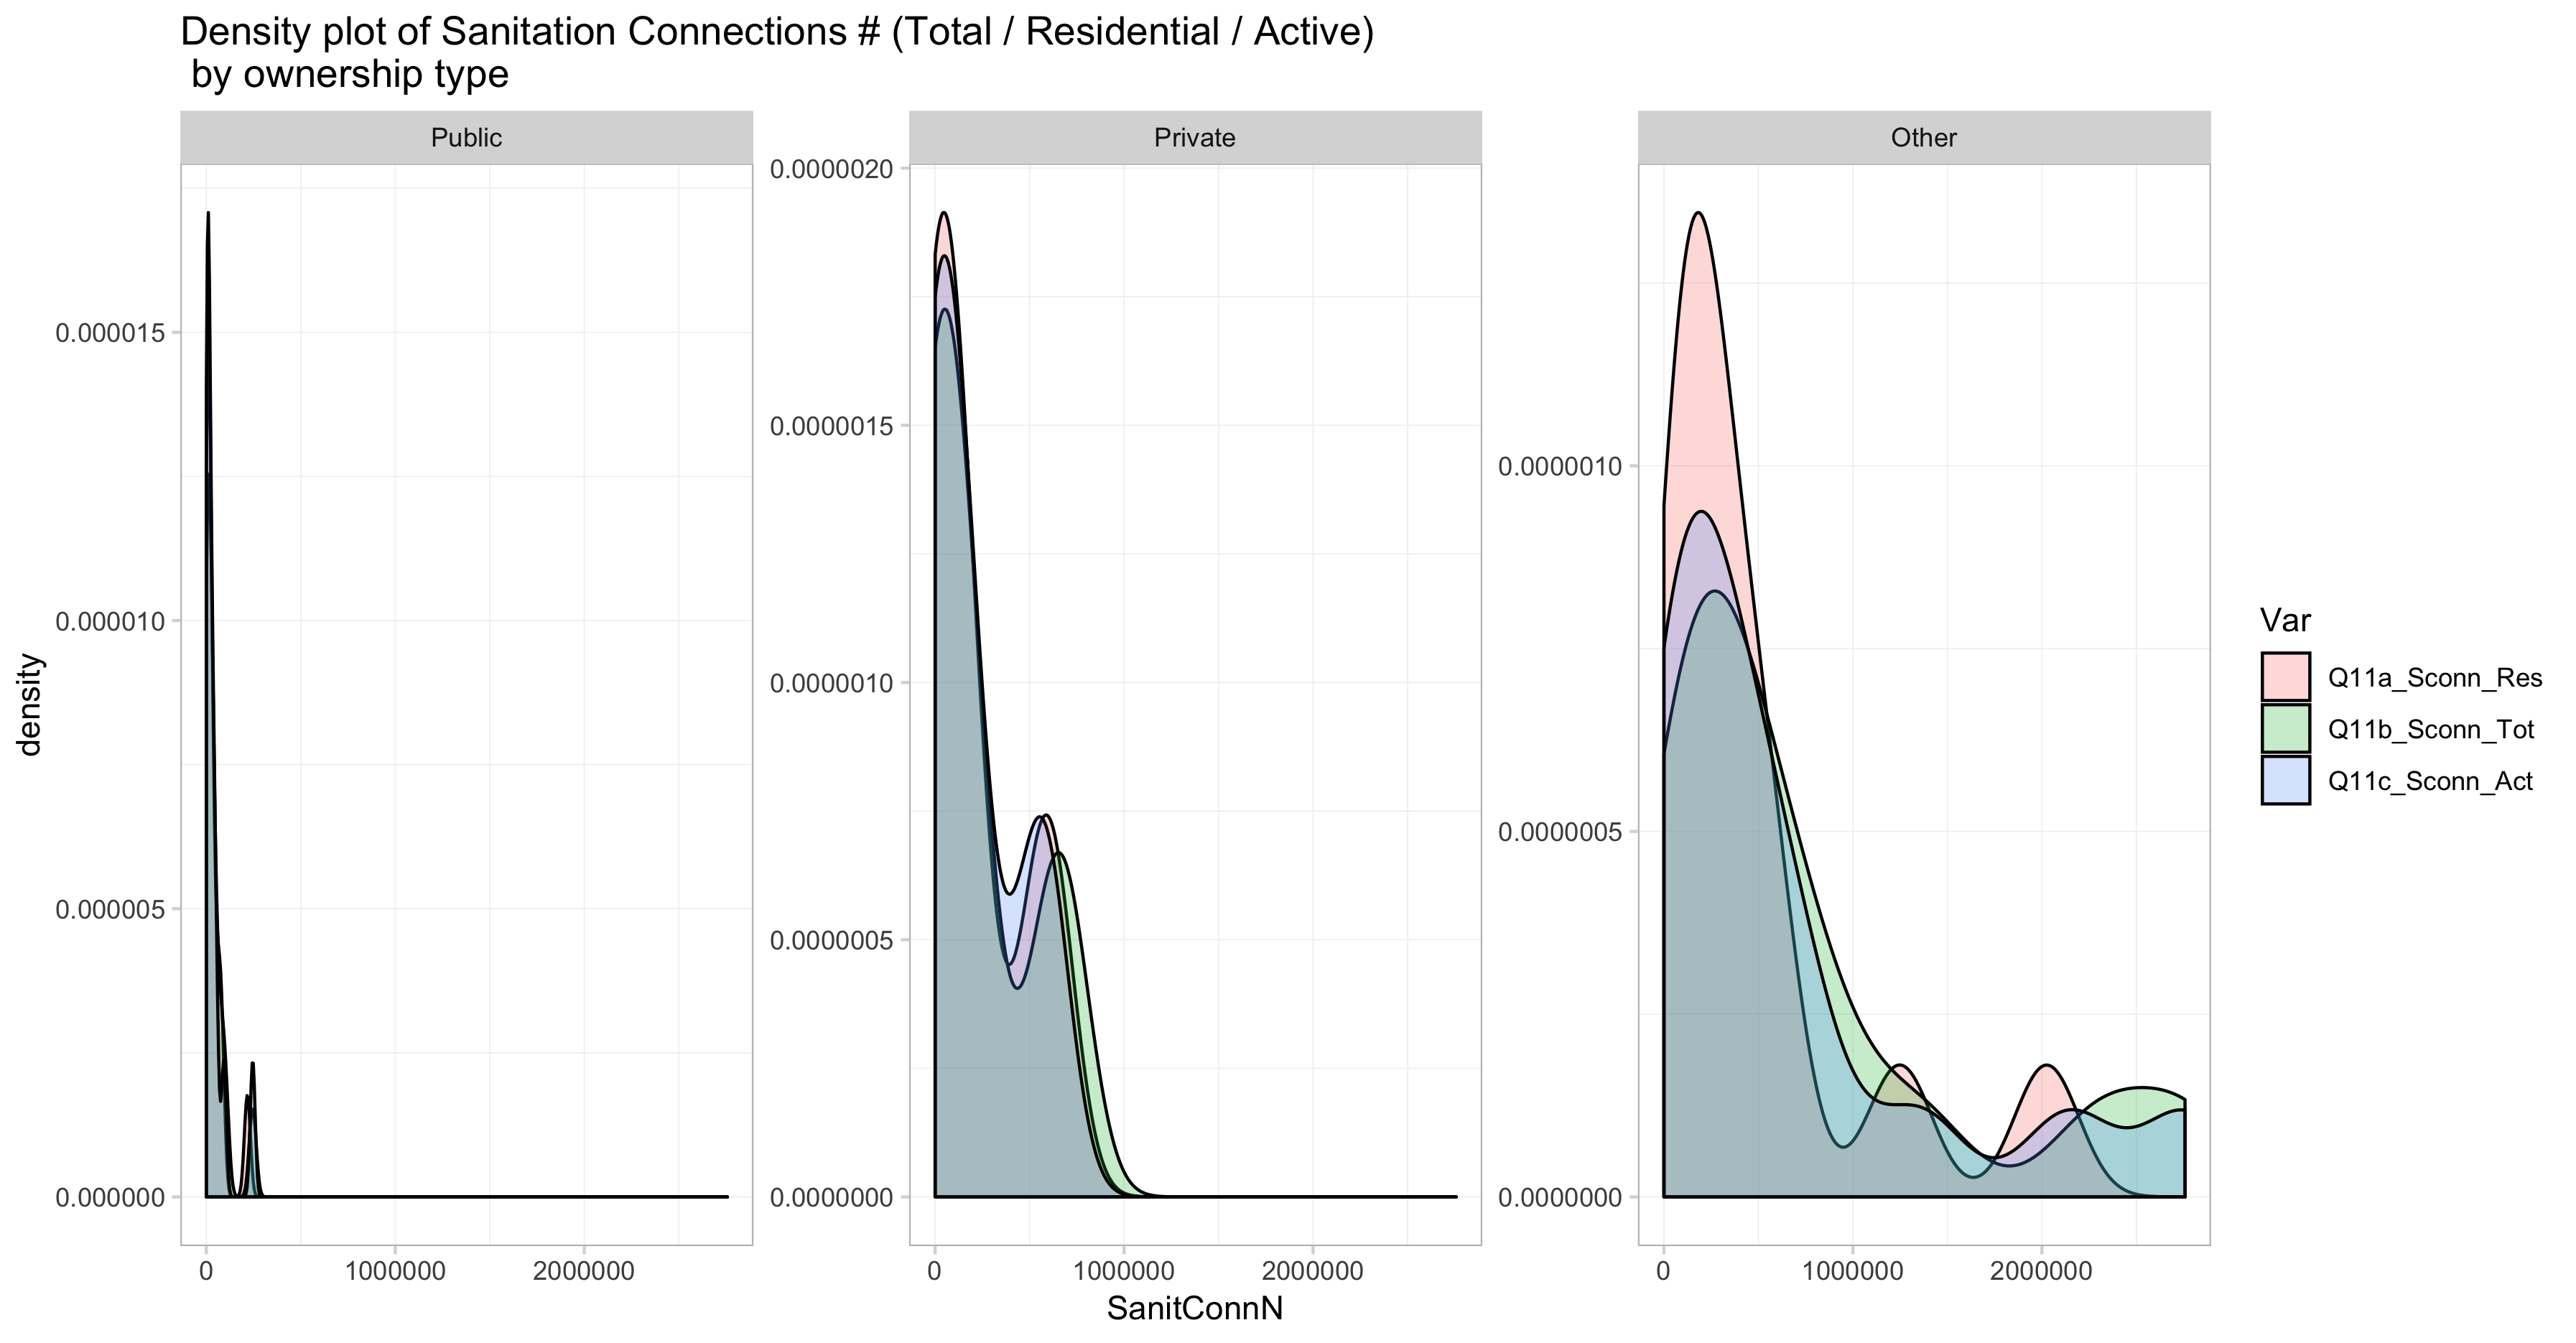 Density plot of Sanitation Connections # (Total / Residential / Active)
by ownership type
Public
Private
Other
density
0.000015
0.000010
0.000005
0.000000
0.0000020
0.0000015
0.0000010
0.0000005
0.0000000
0.0000010
0.0000005
0.0000000
0 1000000 2000000
0 1000000 2000000
0 1000000 2000000
SanitConnN
Var
Q11a_Sconn_Res
Q11b_Sconn_Tot
Q11c_Sconn_Act